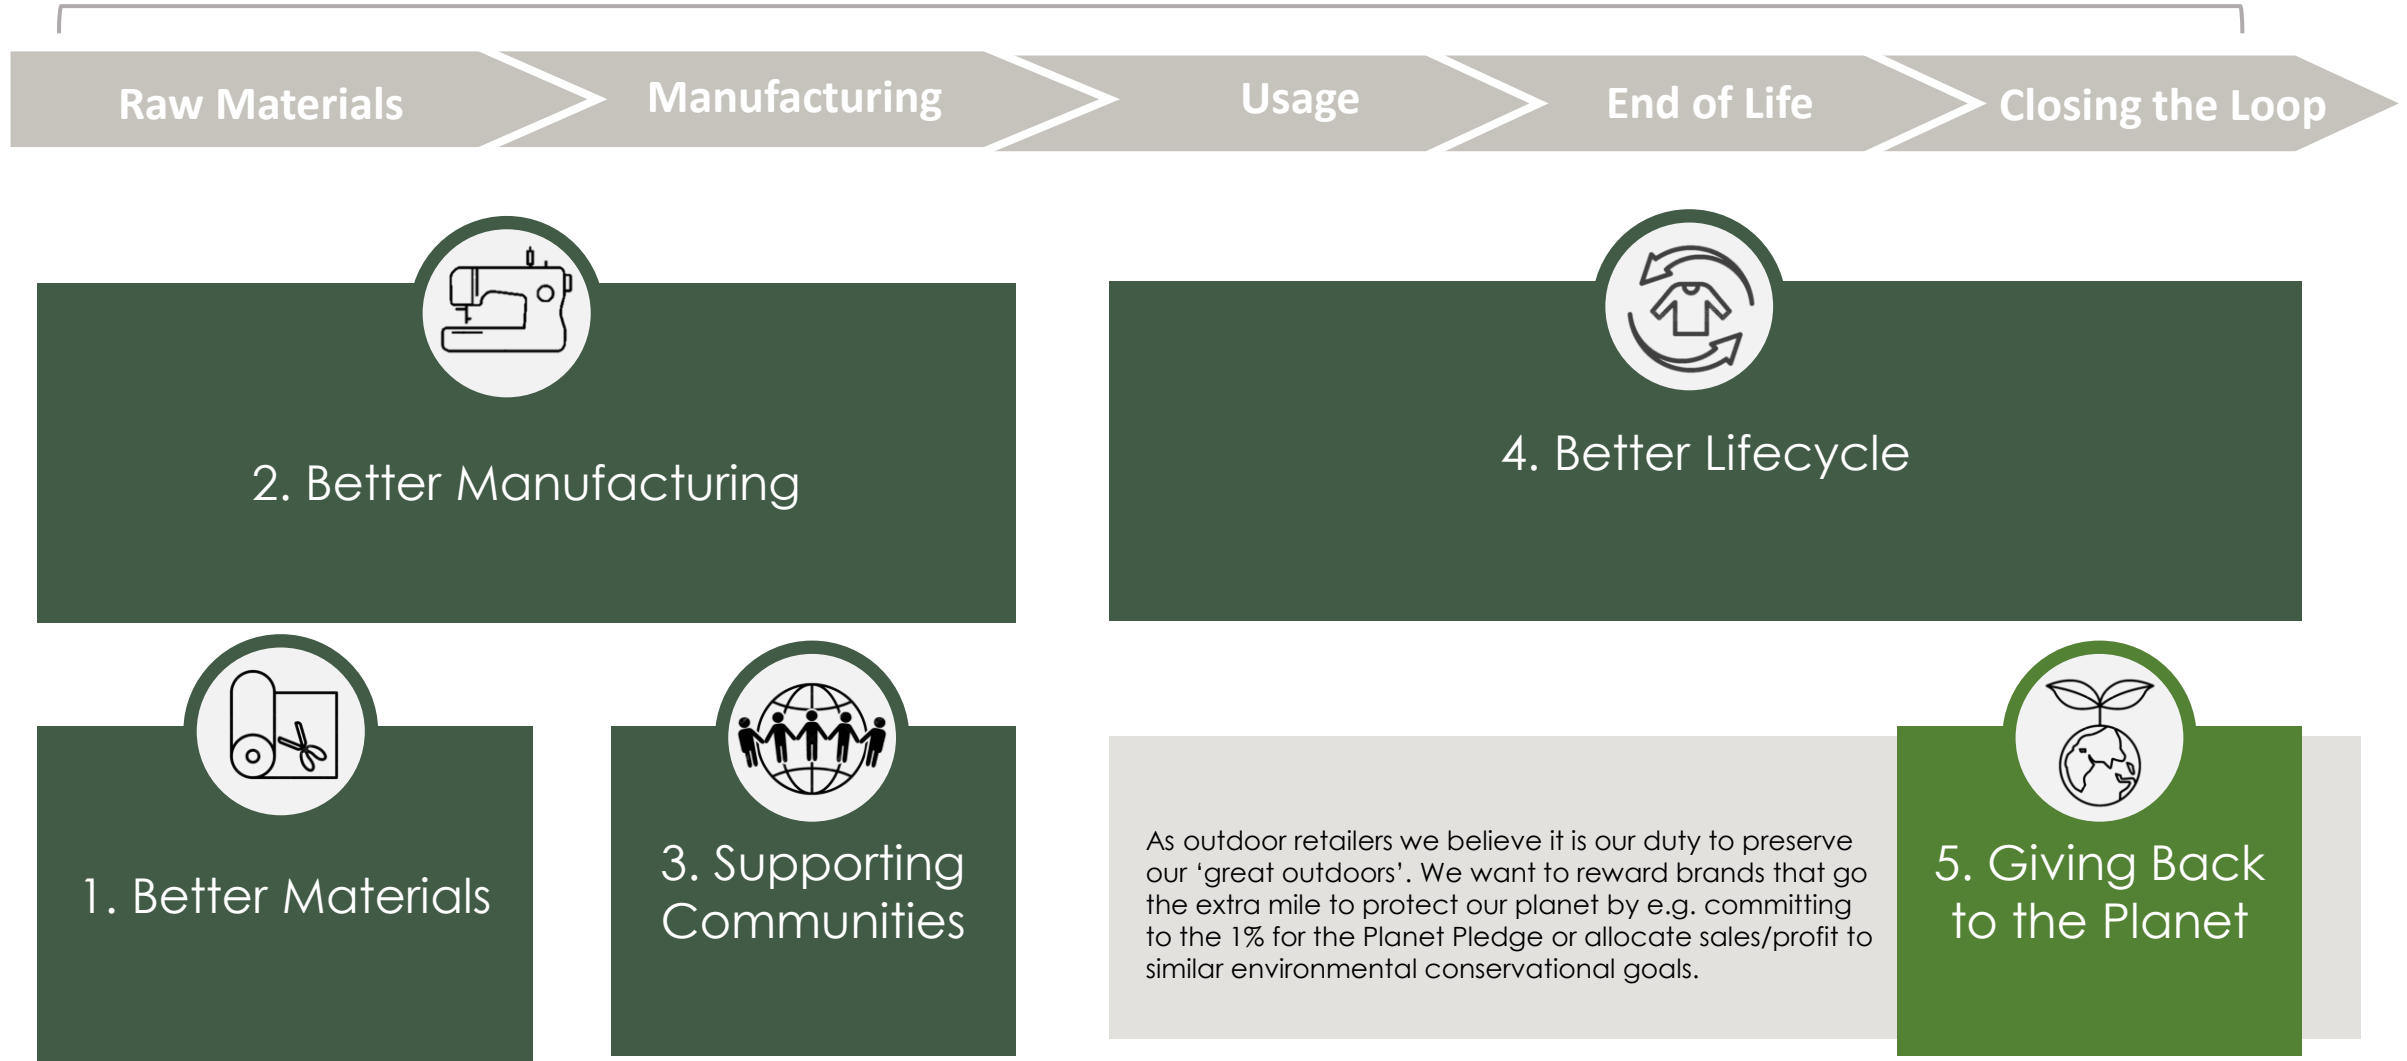 Raw Materials
Manufacturing
Usage
End of Life
Closing the Loop
2. Better Manufacturing
4. Better Lifecycle
1. Better Materials
3. Supporting
Communities
As outdoor retailers we believe it is our duty to preserve
our ‘great outdoors’. We want to reward brands that go
the extra mile to protect our planet by e.g. committing
to the 1% for the Planet Pledge or allocate sales/profit to
similar environmental conservational goals.
5. Giving Back
to the Planet